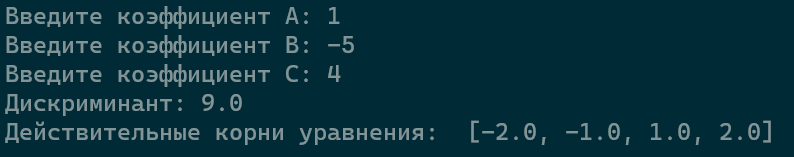 Введите коэффициент A: 1
Введите коэффициент B: -5
Введите коэффициент C: 4
Дискриминант: 9.0
Действительные корни уравнения:  [-2.0, -1.0, 1.0, 2.0]